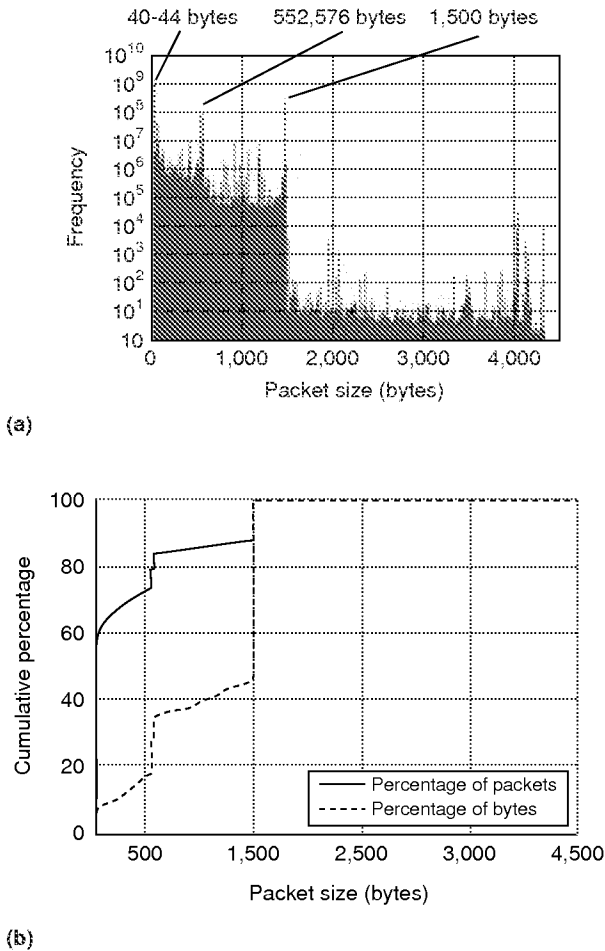 40-44 bytes 552,576 bytes 1,500 bytes
10^10
10^9
10^8
10^7
10^6
10^5
10^4
10^3
10^2
10^1
10
Frequency
0 1,000 2,000 3,000 4,000
Packet size (bytes)
(a)
100
80
60
40
20
0
Cumulative percentage
Percentage of packets
Percentage of bytes
500 1,500 2,500 3,000 4,500
Packet size (bytes)
(b)